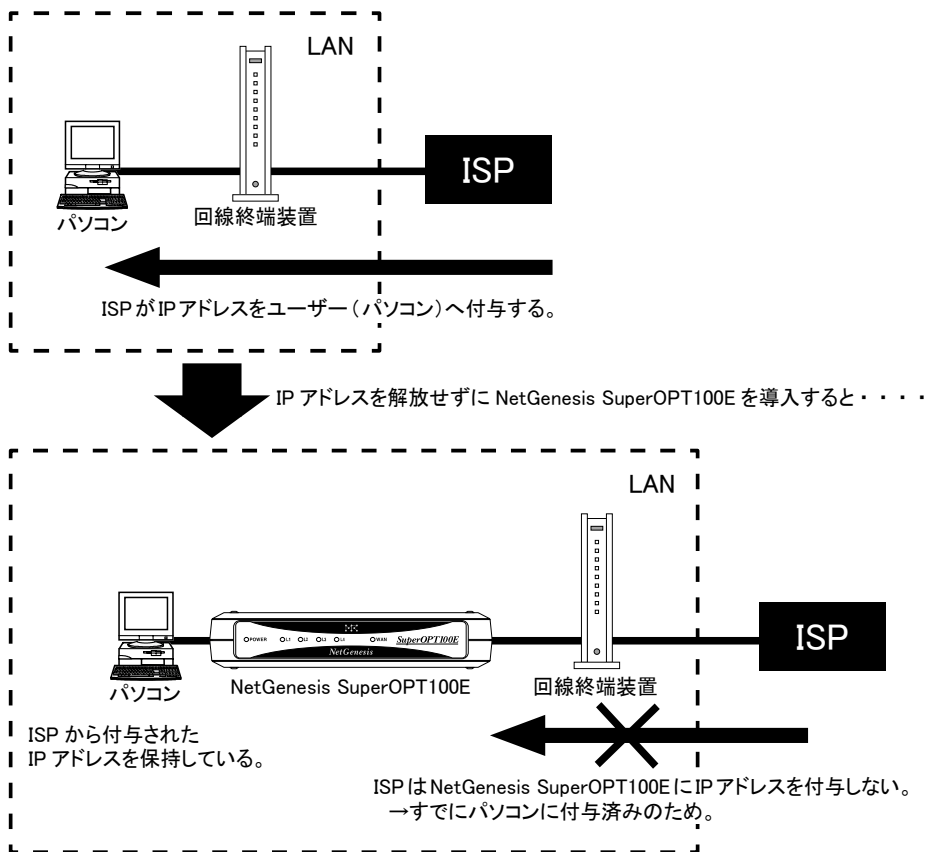 LAN
ISP
パソコン
回線終端装置
ISPがIPアドレスをユーザー(パソコン)へ付与する。
IP アドレスを解放せずに NetGenesis SuperOPT100E を導入すると・・・・
LAN
POWER L1 L2 L3 L4 WAN SuperOPT100E
NetGenesis
ISP
パソコン
NetGenesis SuperOPT100E
回線終端装置
ISP から付与された
IP アドレスを保持している。
ISPはNetGenesis SuperOPT100EにIPアドレスを付与しない。
→すでにパソコンに付与済みのため。